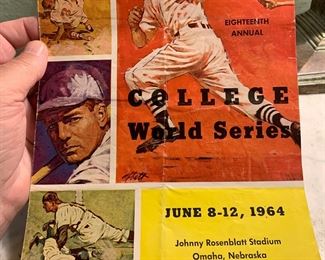 EIGHTEENTH
ANNUAL
COLLEGE
World Series
JUNE 8-12, 1964
Johnny Rosenblatt Stadium
Omaha, Nebraska